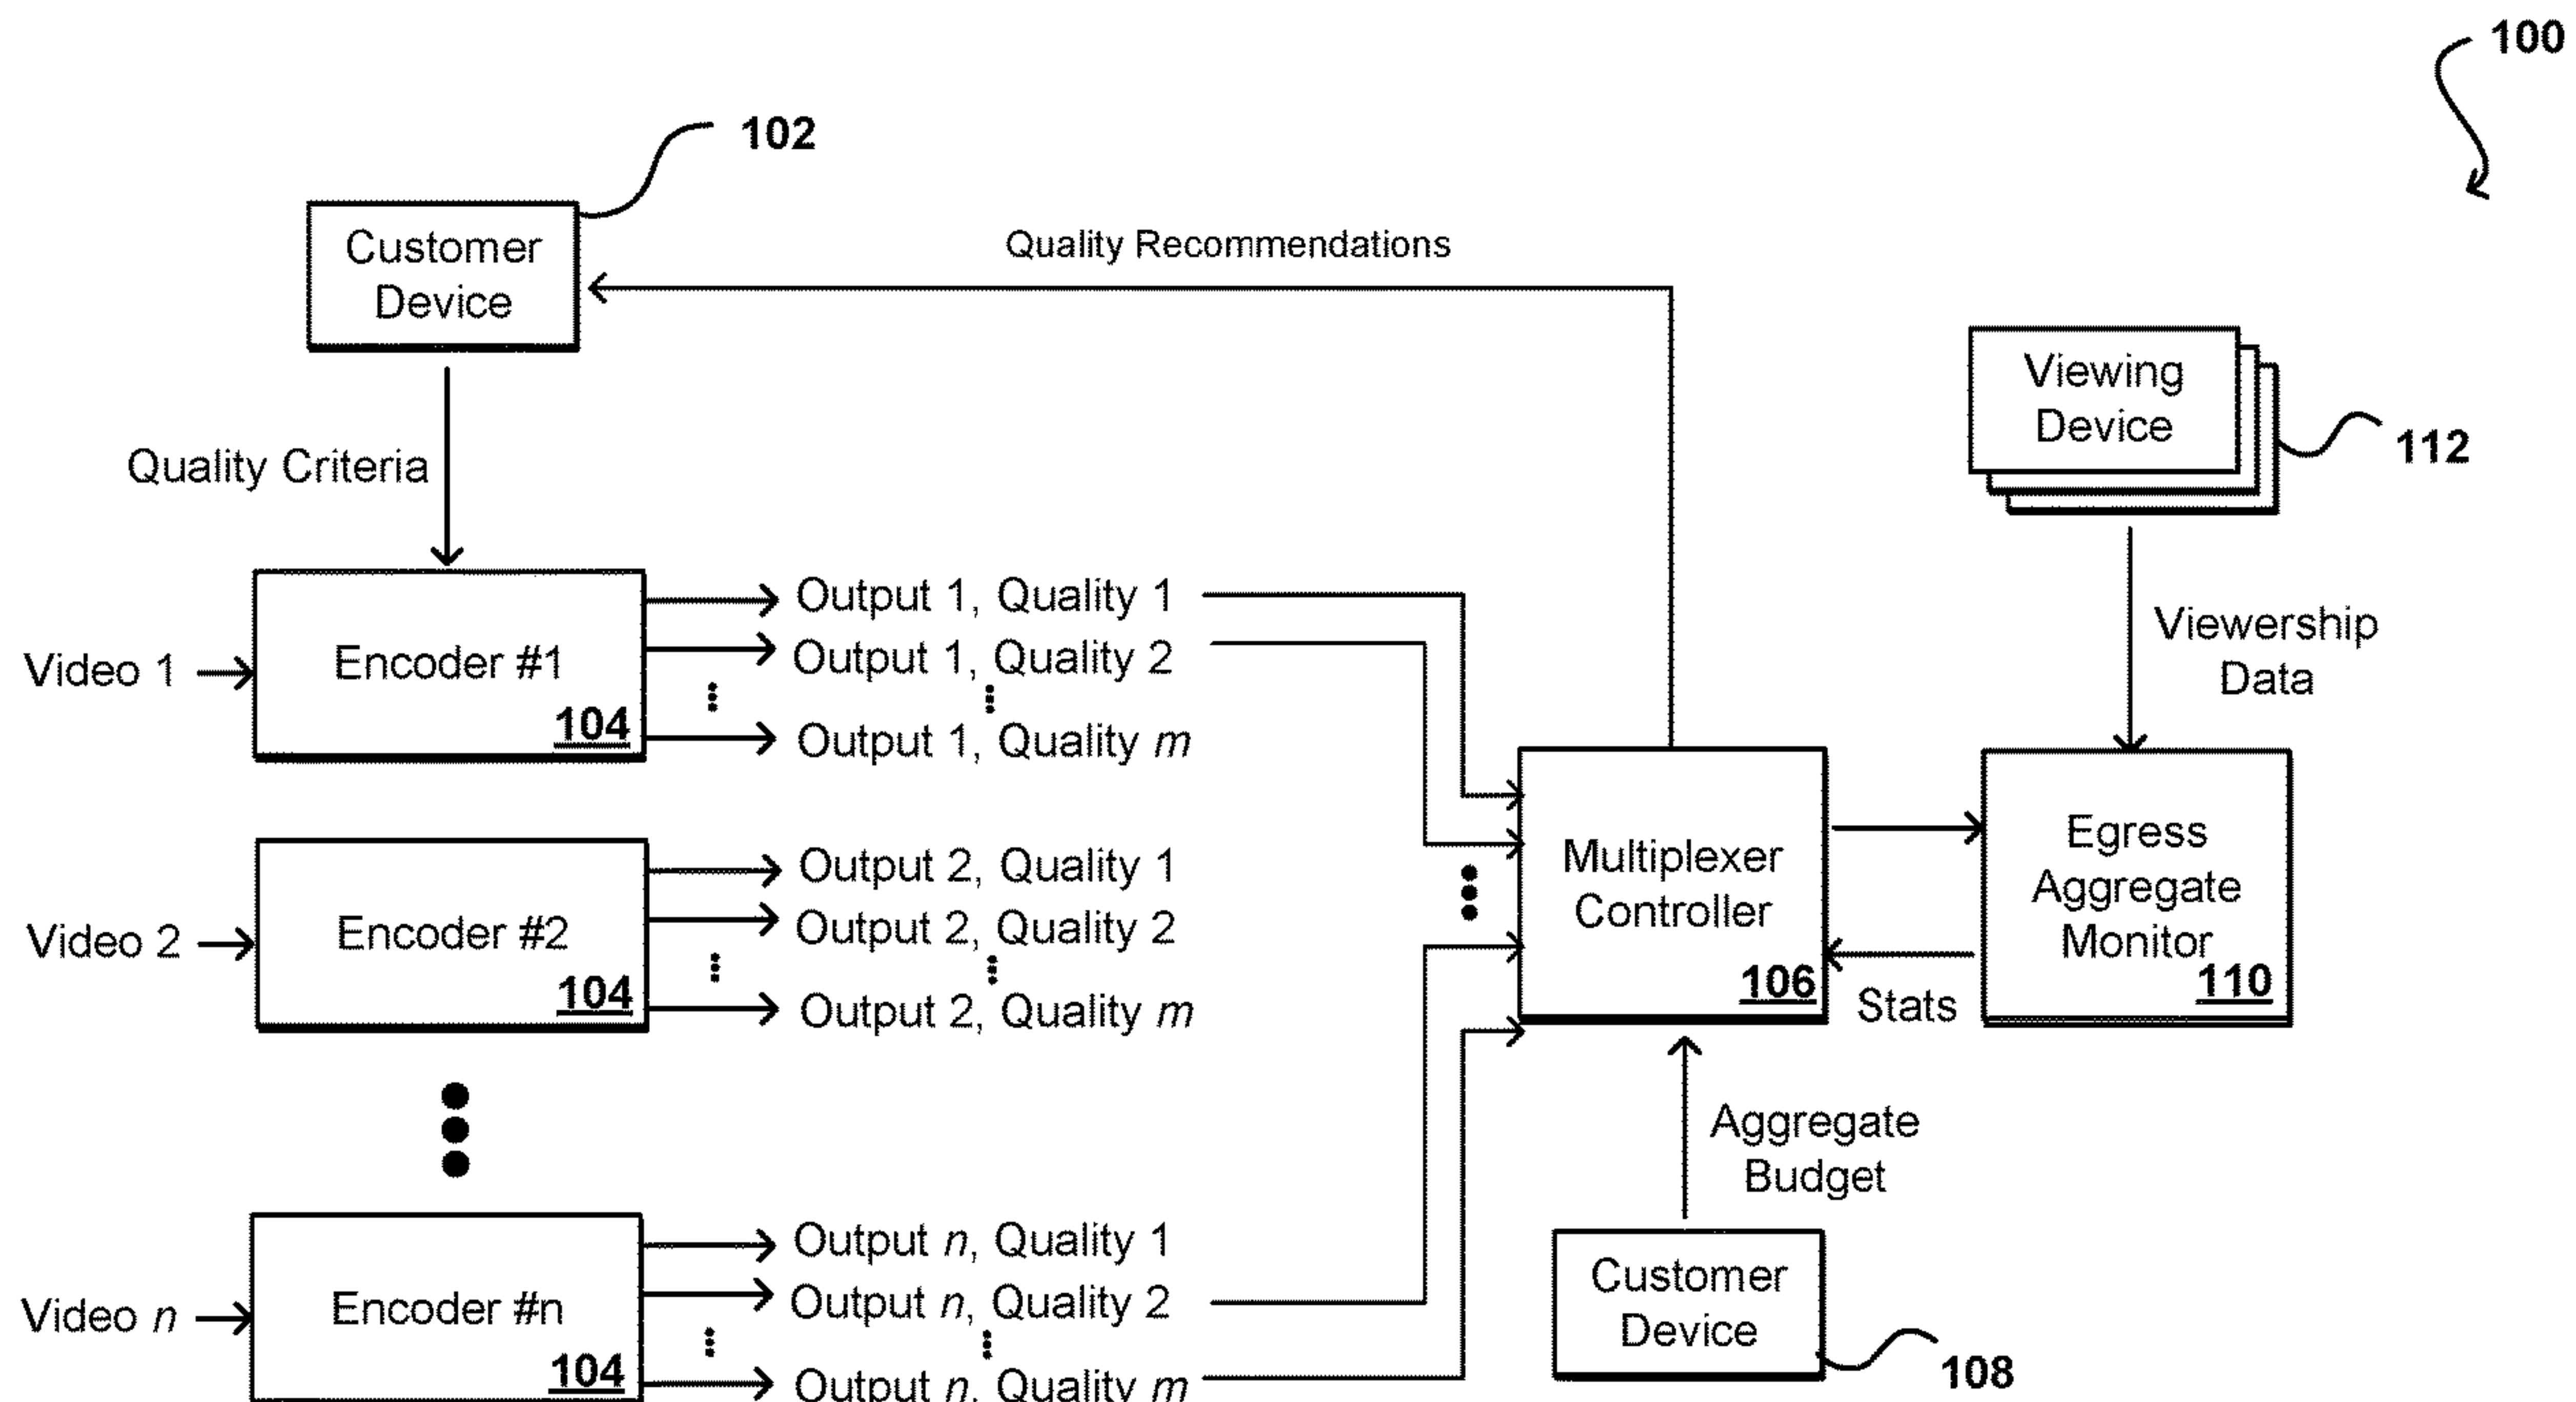 100
102
Customer
Device
Quality Recommendations
Viewing
Device
112
Quality Criteria
Viewership
Data
Video 1
Encoder #1
104
Output 1, Quality 1
Output 1, Quality 2
Output 1, Quality m
Video 2
Encoder #2
104
Output 2, Quality 1
Output 2, Quality 2
Output 2, Quality m
Multiplexer
Controller
106
Egress
Aggregate
Monitor
110
Stats
Aggregate
Budget
Video n
Encoder #n
104
Output n, Quality 1
Output n, Quality 2
Output n, Quality m
Customer
Device
108